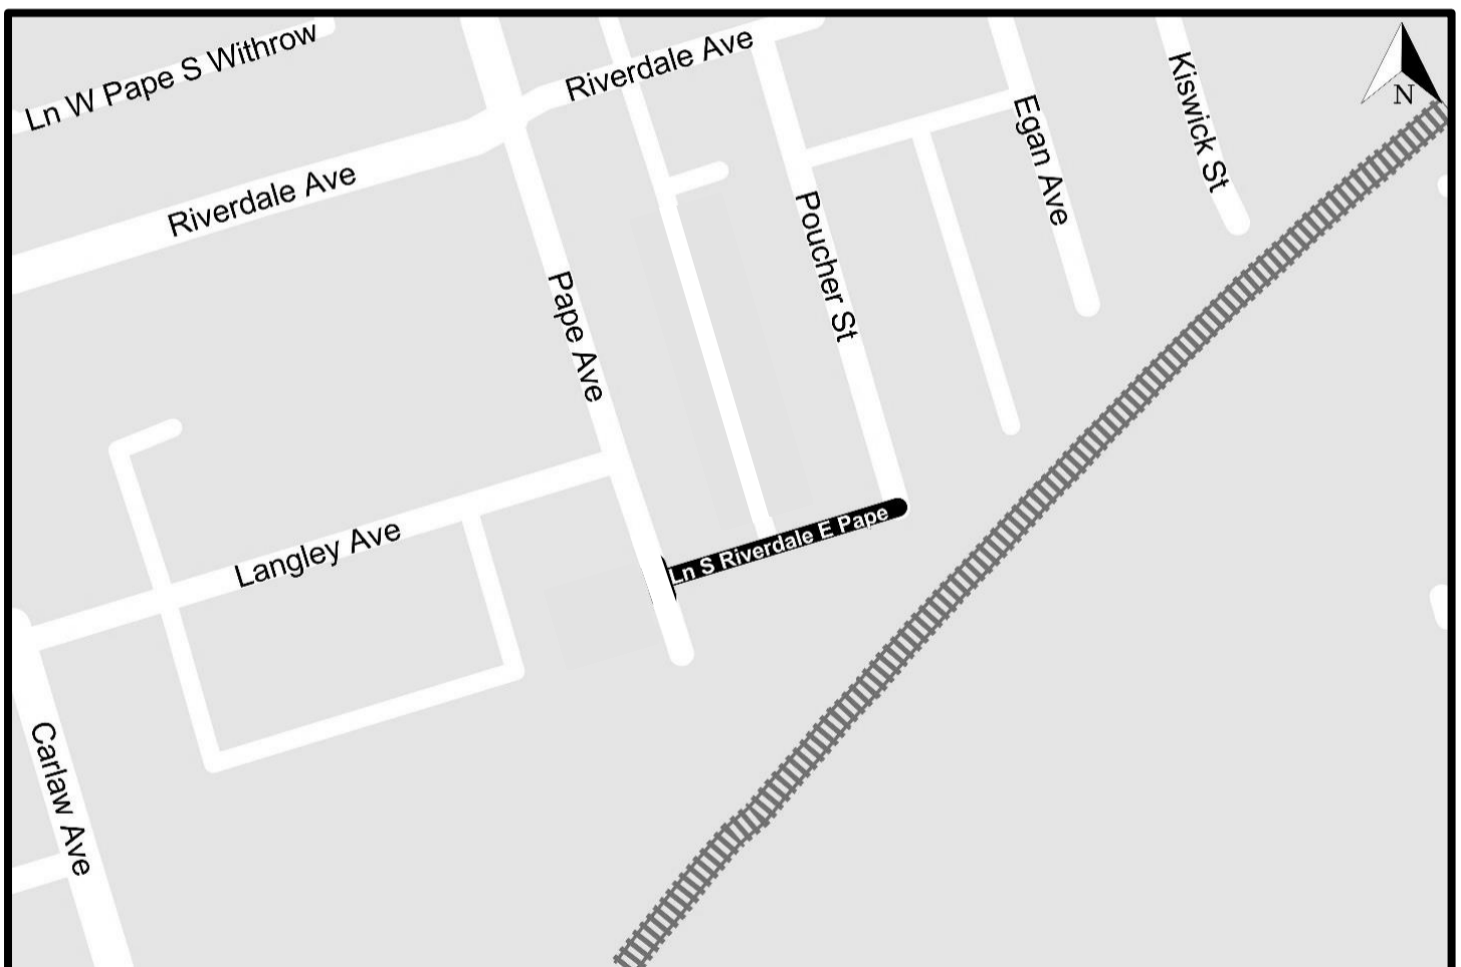 Ln W Pape S Withrow
Riverdale Ave
Riverdale Ave
Kiswick St
N
Egan Ave
Poucher St
Pape Ave
Ln S Riverdale E Pape
Langley Ave
Carlaw Ave